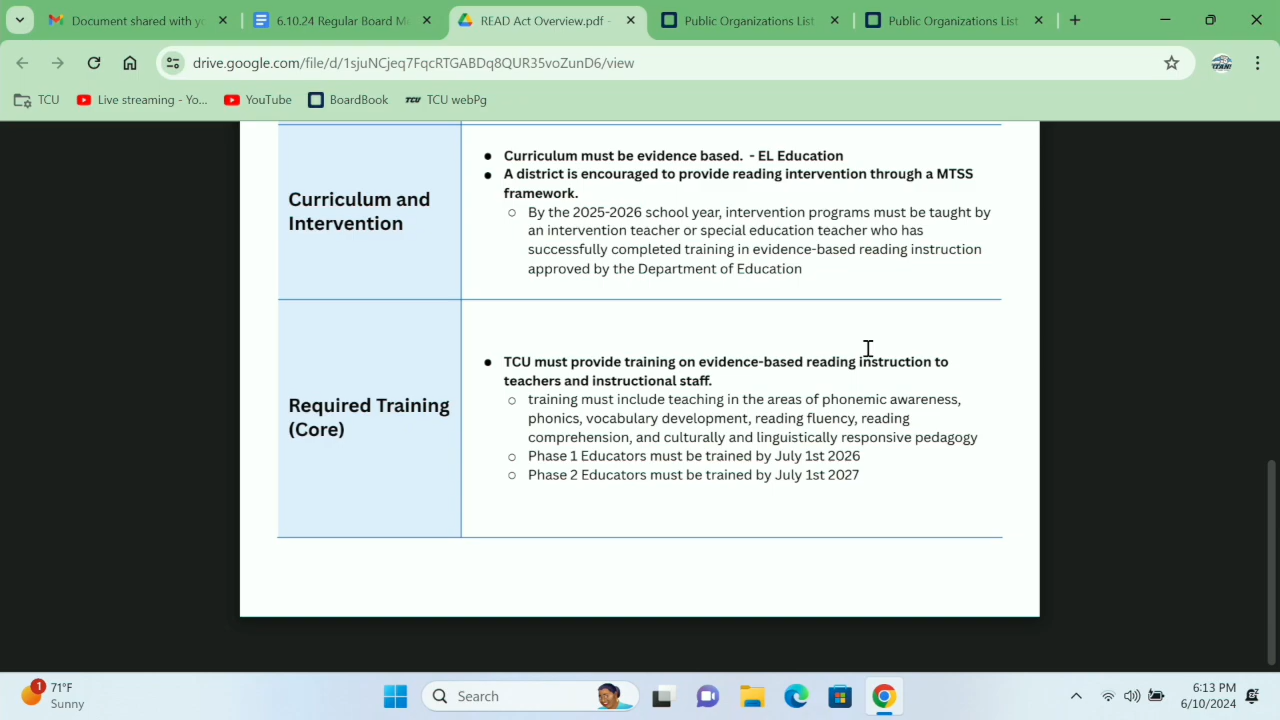 Document shared with yo
6.10.24 Regular Board M
READ Act Overview.pdf -
Public Organizations List
Public Organizations List
drive.google.com/file/d/1sjuNCjeq7FqcRTGABDq8QUR35voZunD6/view
TCU
Live streaming - Yo...
YouTube
BoardBook
TCU
TCU webPg
Curriculum and
Intervention
● Curriculum must be evidence based. - EL Education
● A district is encouraged to provide reading intervention through a MTSS
framework.
○ By the 2025-2026 school year, intervention programs must be taught by
an intervention teacher or special education teacher who has
successfully completed training in evidence-based reading instruction
approved by the Department of Education
Required Training
(Core)
● TCU must provide training on evidence-based reading instruction to
teachers and instructional staff.
○ training must include teaching in the areas of phonemic awareness,
phonics, vocabulary development, reading fluency, reading
comprehension, and culturally and linguistically responsive pedagogy
○ Phase 1 Educators must be trained by July 1st 2026
○ Phase 2 Educators must be trained by July 1st 2027
1
71°F
Sunny
Search
6:13 PM
6/10/2024